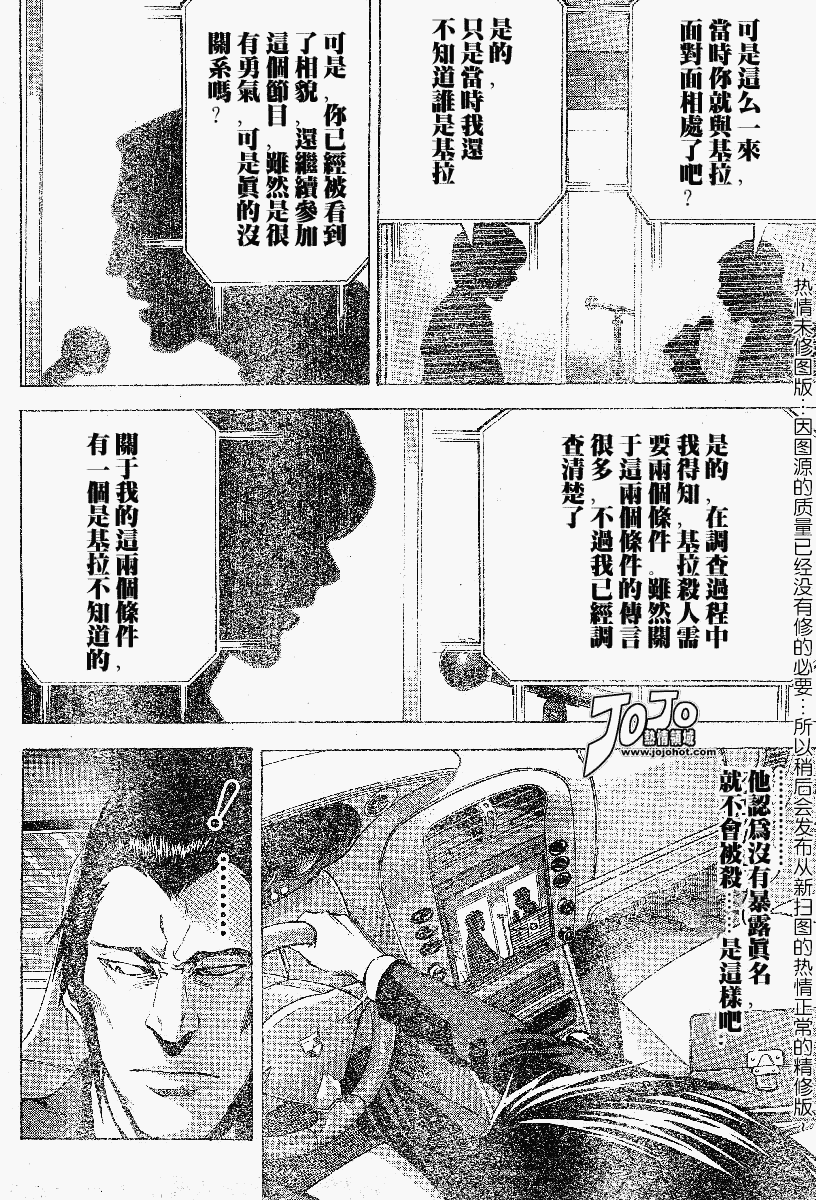 可是這么一來，
當時你就與基拉
面對面相處了吧？
是的，
只是當時我還
不知道誰是基拉
可是，你已經被看到
了相貌，還繼續參加
這個節目，雖然是很
有勇氣，可是眞的沒
關系嗎？
是的，在調查過程中
我得知，基拉殺人需
要兩個條件。雖然關
于這兩個條件的傳言
很多，不過我已經調
查清楚了
關于我的這兩個條件，
有一個是基拉不知道的
JOJO
熱情領域
www.jojohot.com
…………
他認爲沒有暴露眞名，
就不會被殺……是這樣吧…
！
……
~热情未修图版：因图源的质量已经没有修的必要…所以稍后会发布从新扫图的热情正常的精修版~